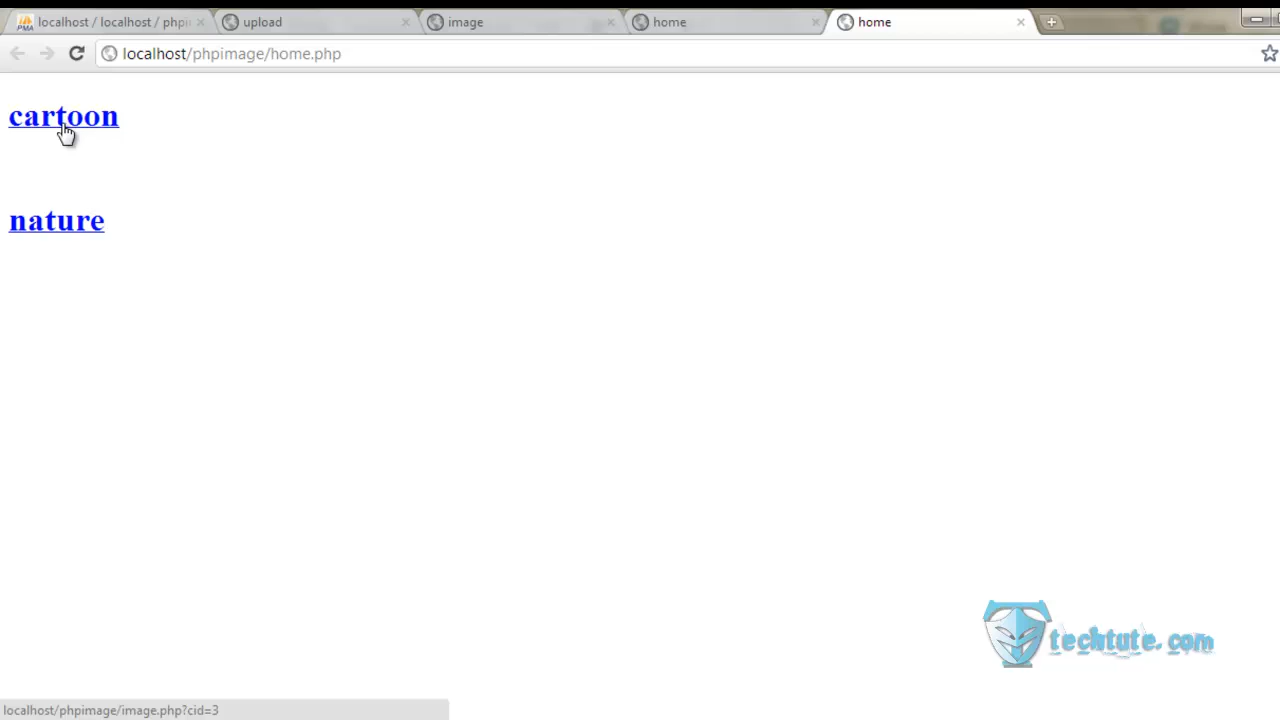 localhost / localhost / phpi
upload
image
home
home
localhost/phpimage/home.php
cartoon
nature
techtute.com
localhost/phpimage/image.php?cid=3